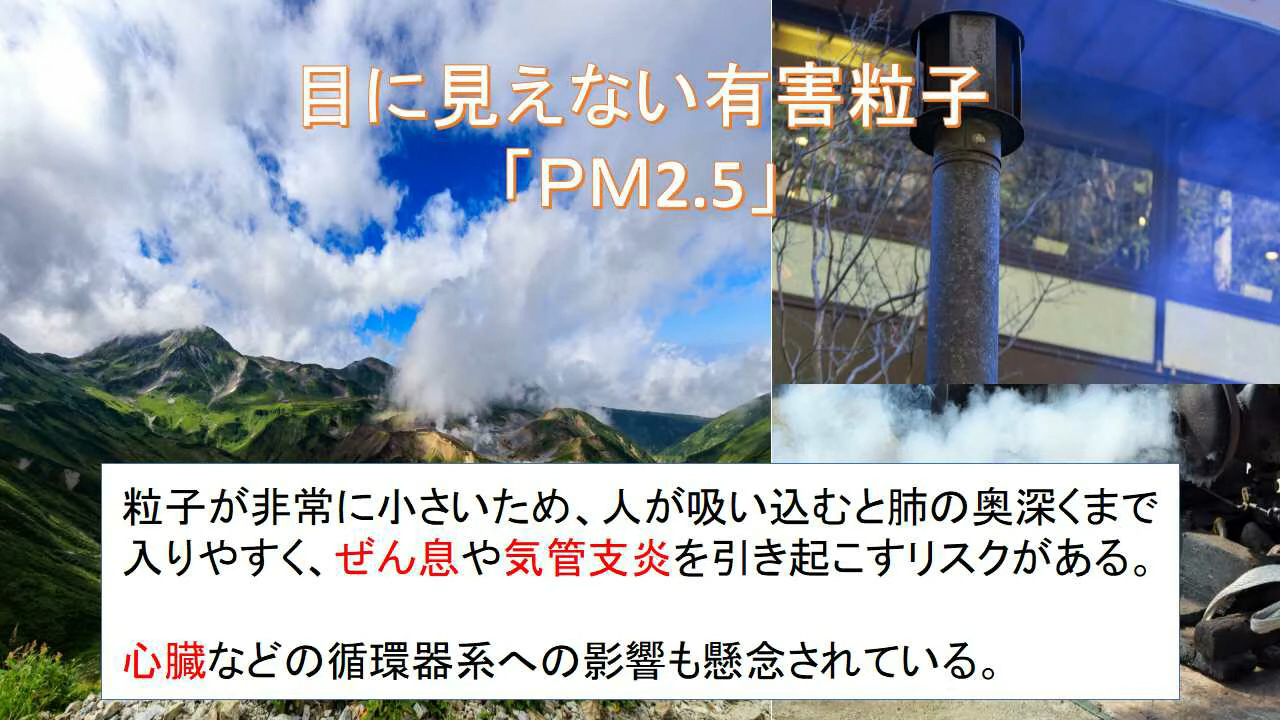 目に見えない有害粒子
「ＰＭ2.5」
粒子が非常に小さいため、人が吸い込むと肺の奥深くまで
入りやすく、ぜん息や気管支炎を引き起こすリスクがある。
心臓などの循環器系への影響も懸念されている。